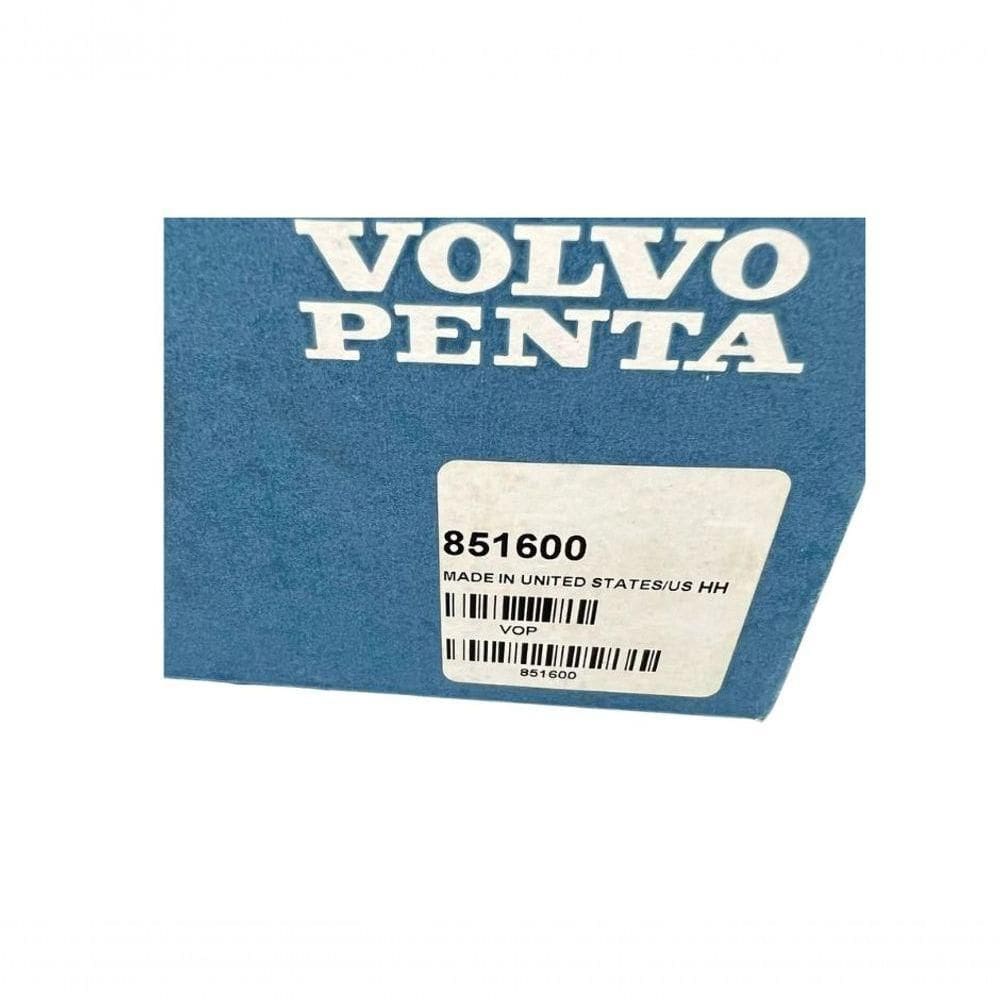 VOLVO
PENTA
851600
MADE IN UNITED STATES/US HH
VOP
851600